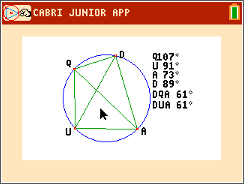 CABRI JUNIOR APP
D
Q
U
A
Q107°
U 91°
A 73°
D 89°
DQA 61°
DUA 61°